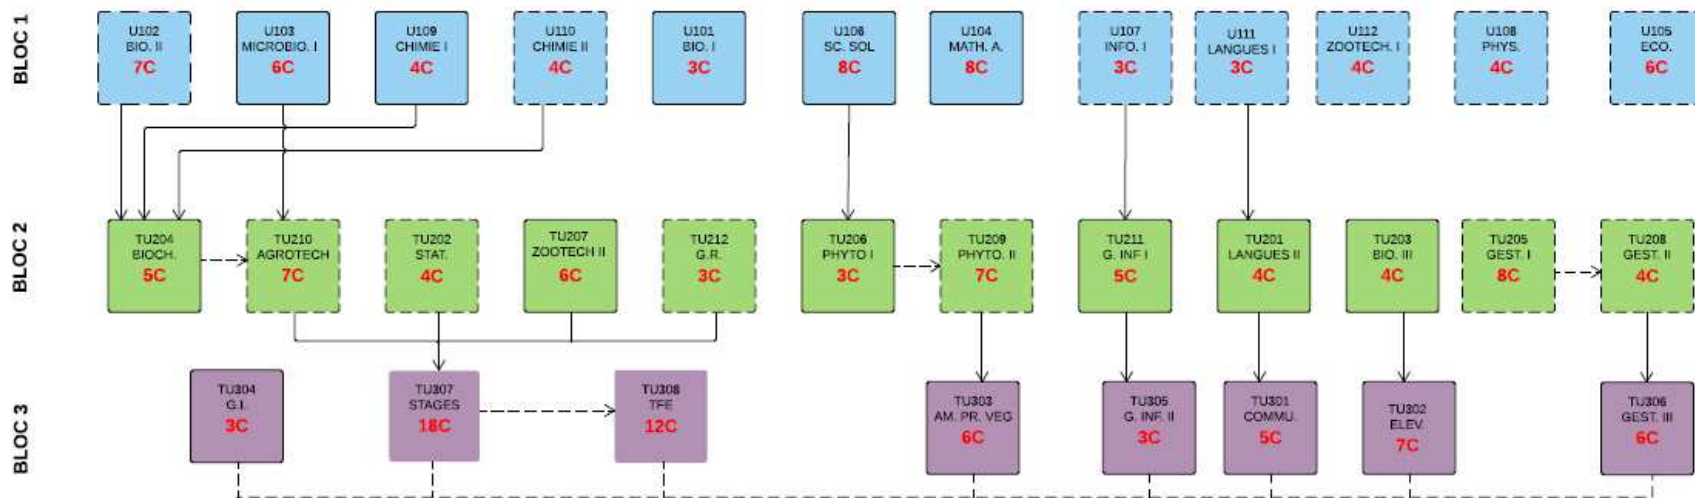 BLOC 1
U102
BIO. II
7C
U103
MICROBIO. I
6C
U109
CHIMIE I
4C
U110
CHIMIE II
4C
U101
BIO. I
3C
U106
SC. SOL
8C
U104
MATH. A.
8C
U107
INFO. I
3C
U111
LANGUES I
3C
U112
ZOOTECH. I
4C
U108
PHYS.
4C
U105
ECO.
6C
BLOC 2
TU204
BIOCH.
5C
TU210
AGROTECH
7C
TU202
STAT.
4C
TU207
ZOOTECH II
6C
TU212
G.R.
3C
TU206
PHYTO I
3C
TU209
PHYTO. II
7C
TU211
G. INF I
5C
TU201
LANGUES II
4C
TU203
BIO. III
4C
TU205
GEST. I
8C
TU208
GEST. II
4C
BLOC 3
TU304
G.I.
3C
TU307
STAGES
18C
TU308
TFE
12C
TU303
AM. PR. VEG
6C
TU305
G. INF. II
3C
TU301
COMMU.
5C
TU302
ELEV.
7C
TU306
GEST. III
6C